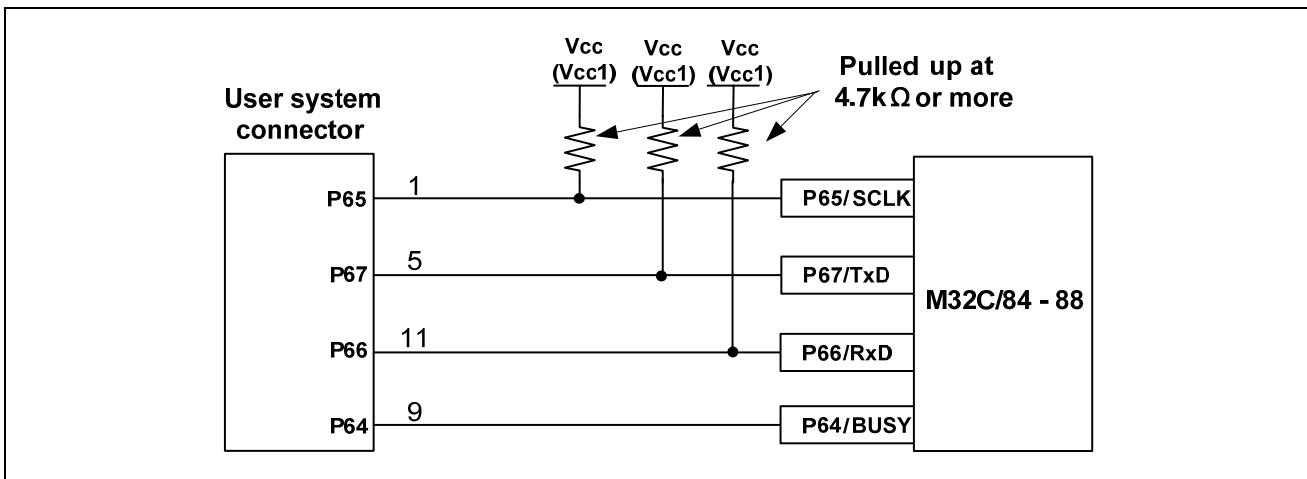 Vcc
(Vcc1)
Vcc
(Vcc1)
Vcc
(Vcc1)
Pulled up at
4.7kΩ or more
User system
connector
P65
1
P65/SCLK
P67
5
P67/TxD
M32C/84 - 88
P66
11
P66/RxD
P64
9
P64/BUSY